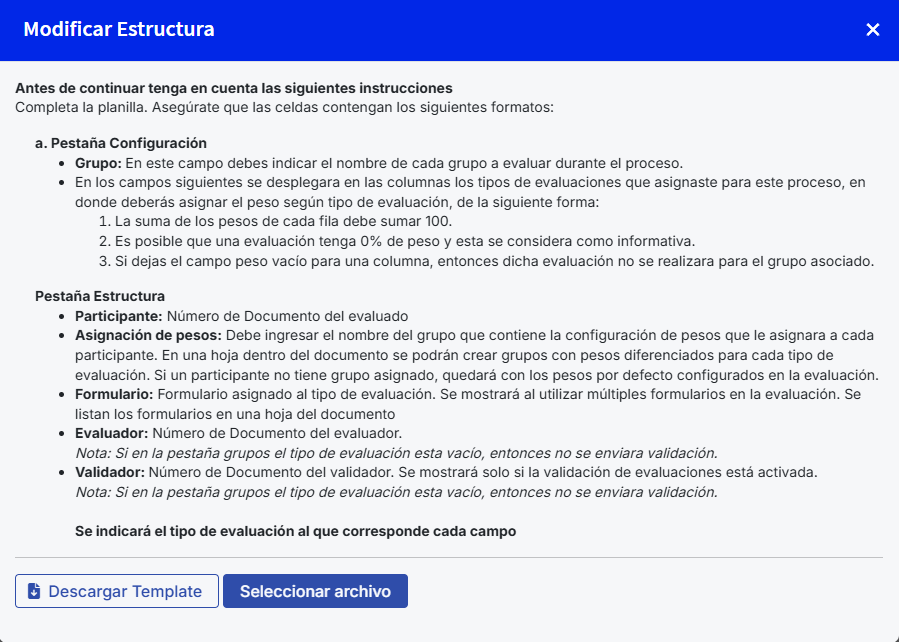 Modificar Estructura
Antes de continuar tenga en cuenta las siguientes instrucciones
Completa la planilla. Asegúrate que las celdas contengan los siguientes formatos:
a. Pestaña Configuración
• Grupo: En este campo debes indicar el nombre de cada grupo a evaluar durante el proceso.
• En los campos siguientes se desplegara en las columnas los tipos de evaluaciones que asignaste para este proceso, en
donde deberás asignar el peso según tipo de evaluación, de la siguiente forma:
1. La suma de los pesos de cada fila debe sumar 100.
2. Es posible que una evaluación tenga 0% de peso y esta se considera como informativa.
3. Si dejas el campo peso vacío para una columna, entonces dicha evaluación no se realizara para el grupo asociado.
Pestaña Estructura
• Participante: Número de Documento del evaluado
• Asignación de pesos: Debe ingresar el nombre del grupo que contiene la configuración de pesos que le asignara a cada
participante. En una hoja dentro del documento se podrán crear grupos con pesos diferenciados para cada tipo de
evaluación. Si un participante no tiene grupo asignado, quedará con los pesos por defecto configurados en la evaluación.
• Formulario: Formulario asignado al tipo de evaluación. Se mostrará al utilizar múltiples formularios en la evaluación. Se
listan los formularios en una hoja del documento
• Evaluador: Número de Documento del evaluador.
Nota: Si en la pestaña grupos el tipo de evaluación esta vacío, entonces no se enviara validación.
• Validador: Número de Documento del validador. Se mostrará solo si la validación de evaluaciones está activada.
Nota: Si en la pestaña grupos el tipo de evaluación esta vacío, entonces no se enviara validación.
Se indicará el tipo de evaluación al que corresponde cada campo
Descargar Template
Seleccionar archivo